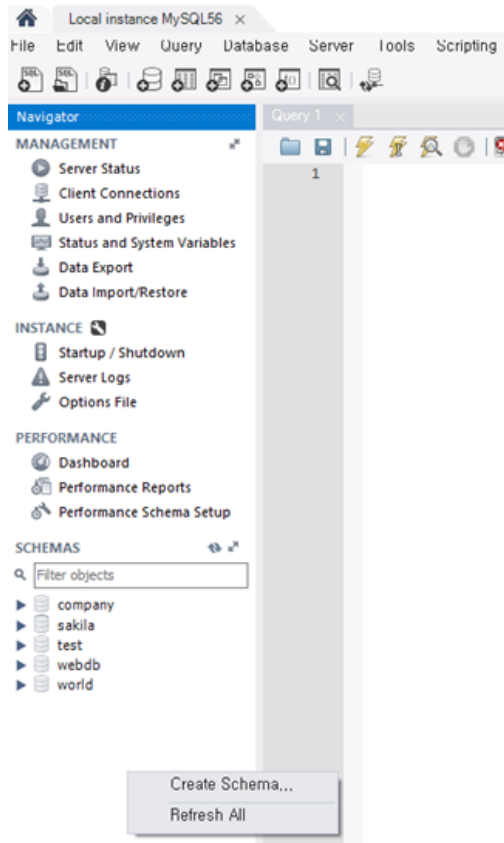 Local instance MySQL56 ×
File Edit View Query Database Server Tools Scripting
Navigator
Query 1 ×
MANAGEMENT
1
Server Status
Client Connections
Users and Privileges
Status and System Variables
Data Export
Data Import/Restore
INSTANCE
Startup / Shutdown
Server Logs
Options File
PERFORMANCE
Dashboard
Performance Reports
Performance Schema Setup
SCHEMAS
Filter objects
company
sakila
test
webdb
world
Create Schema...
Refresh All